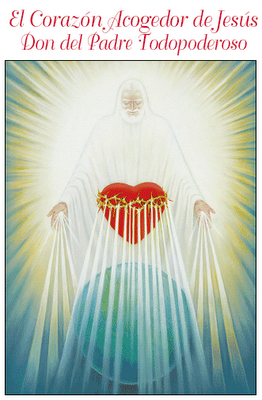 El Corazón Acogedor de Jesús
Don del Padre Todopoderoso